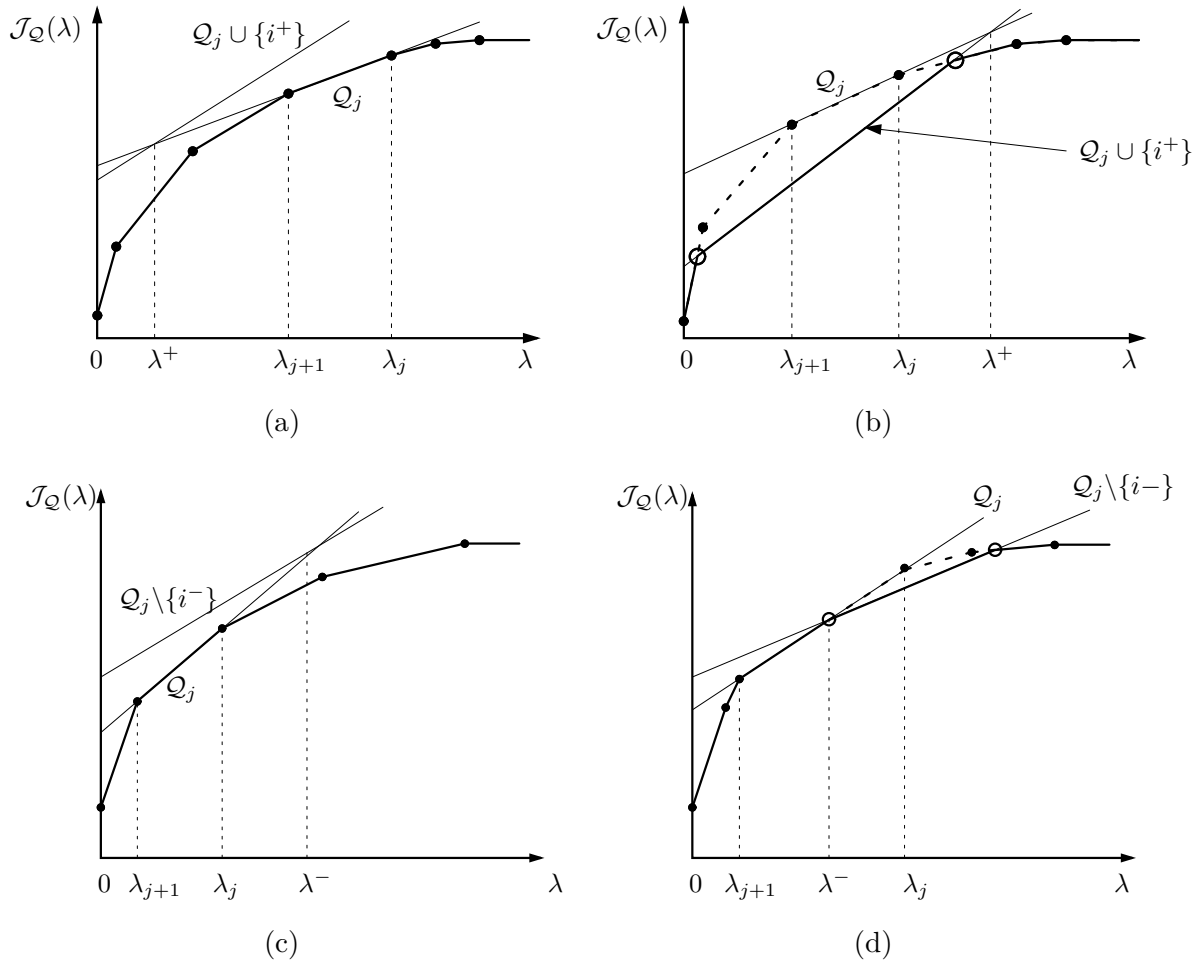 𝒥_𝒬(λ)
𝒬_j ∪ {i⁺}
𝒬_j
0 λ⁺ λ_{j+1} λ_j λ
(a)
𝒥_𝒬(λ)
𝒬_j
𝒬_j ∪ {i⁺}
0 λ_{j+1} λ_j λ⁺ λ
(b)
𝒥_𝒬(λ)
𝒬_j\{i⁻}
𝒬_j
0 λ_{j+1} λ_j λ⁻ λ
(c)
𝒥_𝒬(λ)
𝒬_j
𝒬_j\{i−}
0 λ_{j+1} λ⁻ λ_j λ
(d)